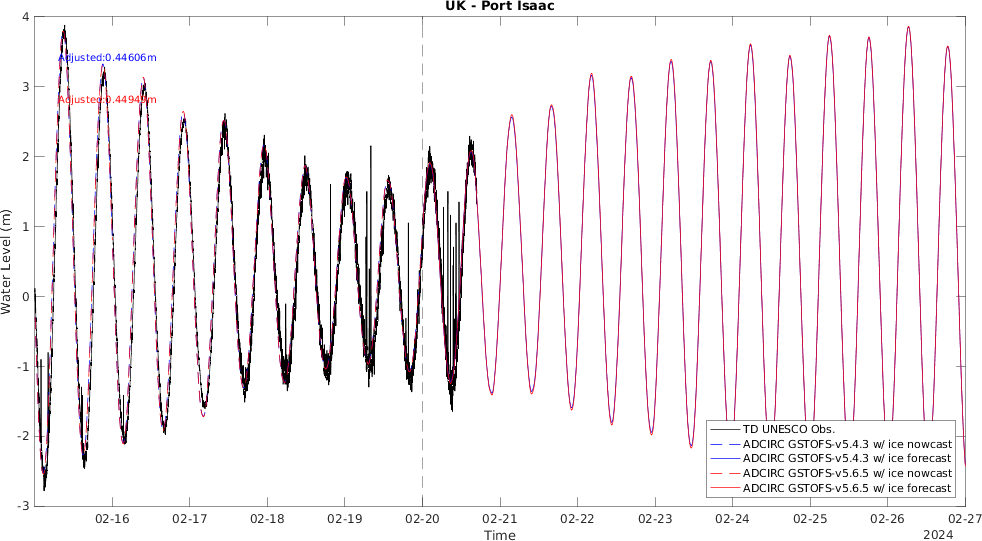 UK - Port Isaac
4
Adjusted:0.44606m
3
Adjusted:0.44949m
2
1
0
-1
-2
-3
Water Level (m)
TD UNESCO Obs.
ADCIRC GSTOFS-v5.4.3 w/ ice nowcast
ADCIRC GSTOFS-v5.4.3 w/ ice forecast
ADCIRC GSTOFS-v5.6.5 w/ ice nowcast
ADCIRC GSTOFS-v5.6.5 w/ ice forecast
02-16 02-17 02-18 02-19 02-20 02-21 02-22 02-23 02-24 02-25 02-26 02-27
Time
2024